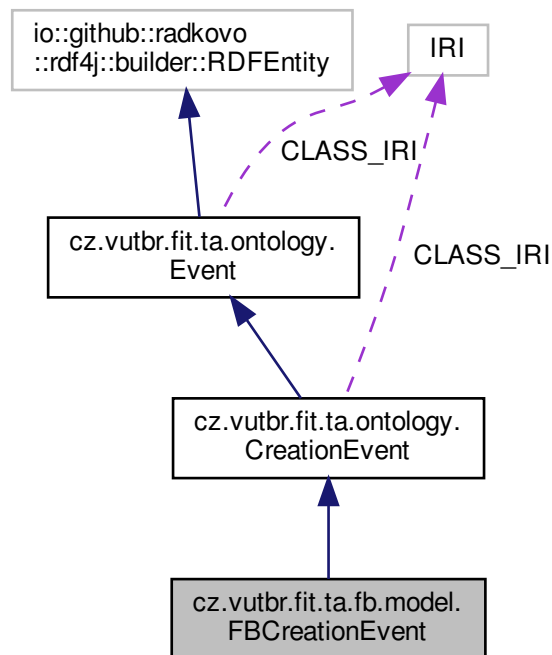 io::github::radkovo
::rdf4j::builder::RDFEntity
IRI
CLASS_IRI
cz.vutbr.fit.ta.ontology.
Event
CLASS_IRI
cz.vutbr.fit.ta.ontology.
CreationEvent
cz.vutbr.fit.ta.fb.model.
FBCreationEvent